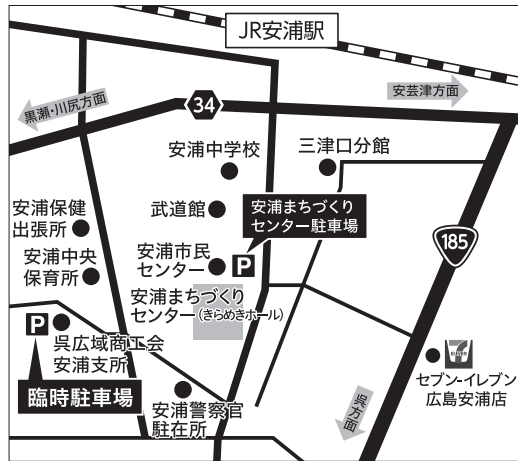 JR安浦駅
安芸津方面
黒瀬・川尻方面
34
安浦中学校
三津口分館
武道館
安浦まちづくり
センター駐車場
安浦保健
出張所
安浦市民
センター
P
185
安浦中央
保育所
安浦まちづくり
センター(きらめきホール)
P
呉広域商工会
安浦支所
臨時駐車場
安浦警察官
駐在所
呉方面
7
ELEVEN
セブン-イレブン
広島安浦店